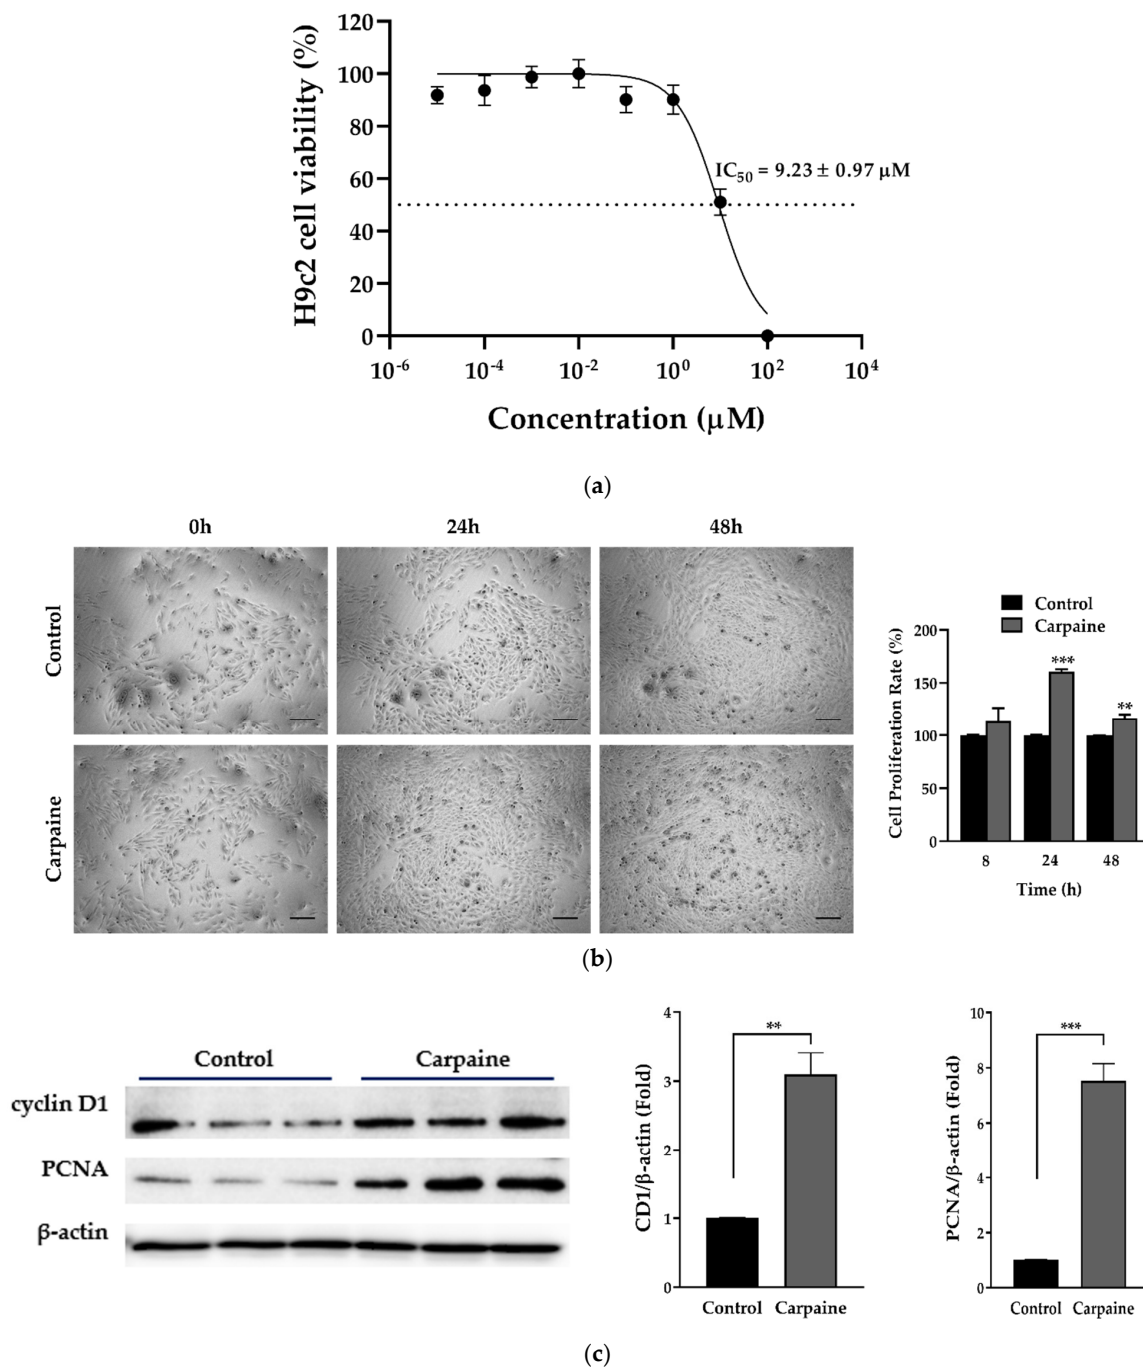 120
100
80
60
40
20
0
H9c2 cell viability (%)
IC50 = 9.23 ± 0.97 µM
10-6 10-4 10-2 100 102 104
Concentration (µM)
(a)
0h 24h 48h
Control
Carpaine
Control
Carpaine
200
150
100
50
0
Cell Proliferation Rate (%)
***
**
8 24 48
Time (h)
(b)
Control Carpaine
cyclin D1
PCNA
β-actin
4
3
2
1
0
CD1/β-actin (Fold)
**
Control Carpaine
10
8
6
4
2
0
PCNA/β-actin (Fold)
***
Control Carpaine
(c)